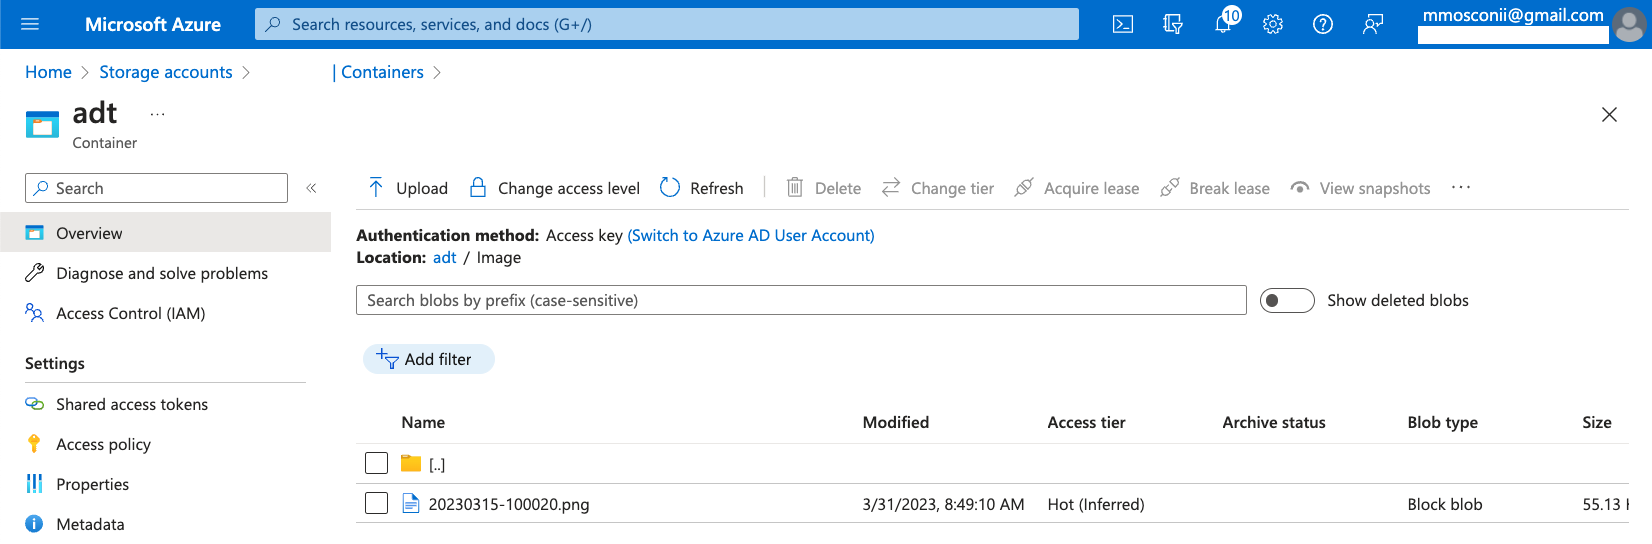 Microsoft Azure
Search resources, services, and docs (G+/)
10
mmosconii@gmail.com
Home > Storage accounts > | Containers >
adt ...
Container
Search
«
Upload
Change access level
Refresh
Delete
Change tier
Acquire lease
Break lease
View snapshots
...
Overview
Diagnose and solve problems
Access Control (IAM)
Settings
Shared access tokens
Access policy
Properties
Metadata
Authentication method: Access key (Switch to Azure AD User Account)
Location: adt / Image
Search blobs by prefix (case-sensitive)
Show deleted blobs
Add filter
Name Modified Access tier Archive status Blob type Size
[..]
20230315-100020.png 3/31/2023, 8:49:10 AM Hot (Inferred) Block blob 55.13